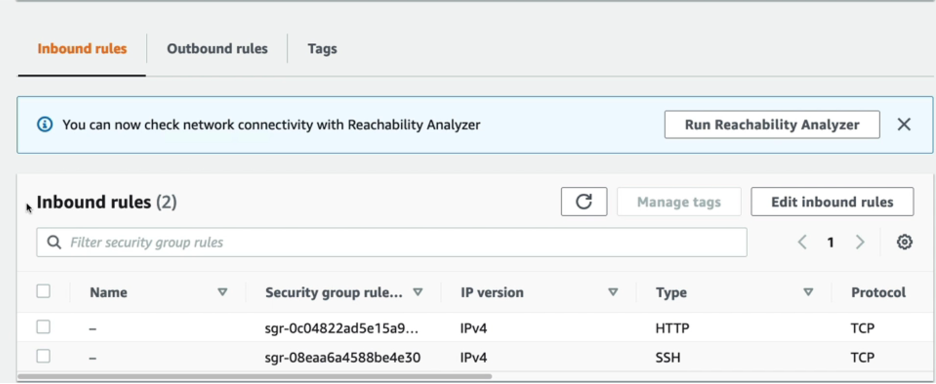 Inbound rules Outbound rules Tags
You can now check network connectivity with Reachability Analyzer Run Reachability Analyzer
Inbound rules (2) Manage tags Edit inbound rules
Filter security group rules 1
Name Security group rule... IP version Type Protocol
– sgr-0c04822ad5e15a9... IPv4 HTTP TCP
– sgr-08eaa6a4588be4e30 IPv4 SSH TCP